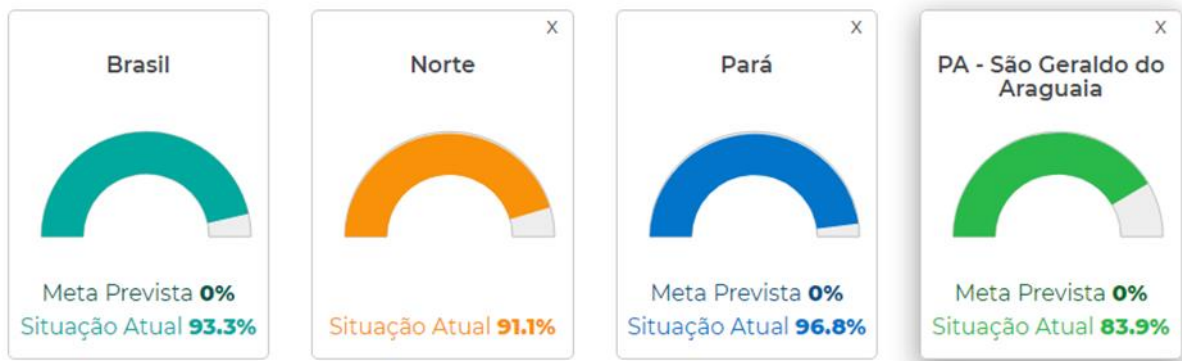 Brasil
Meta Prevista 0%
Situação Atual 93.3%
X
Norte
Situação Atual 91.1%
X
Pará
Meta Prevista 0%
Situação Atual 96.8%
X
PA - São Geraldo do
Araguaia
Meta Prevista 0%
Situação Atual 83.9%